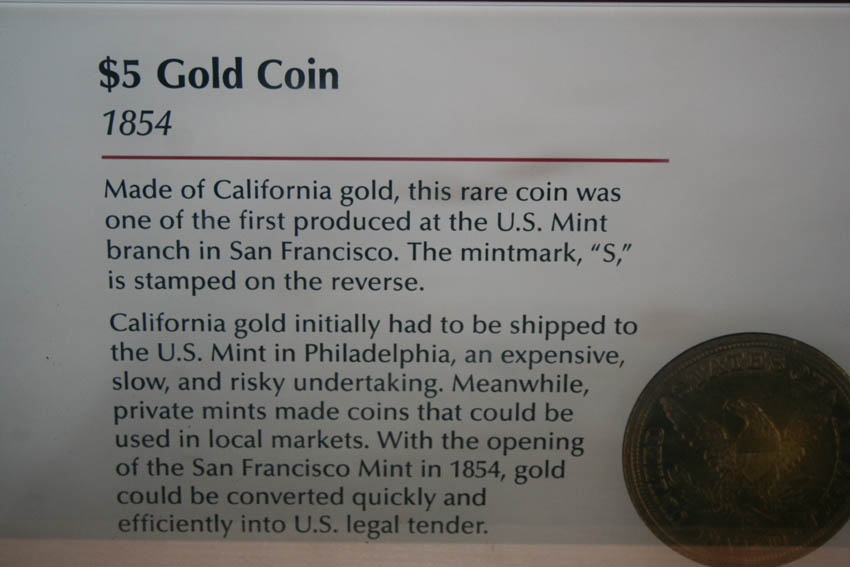 $5 Gold Coin
1854
Made of California gold, this rare coin was
one of the first produced at the U.S. Mint
branch in San Francisco. The mintmark, “S,”
is stamped on the reverse.
California gold initially had to be shipped to
the U.S. Mint in Philadelphia, an expensive,
slow, and risky undertaking. Meanwhile,
private mints made coins that could be
used in local markets. With the opening
of the San Francisco Mint in 1854, gold
could be converted quickly and
efficiently into U.S. legal tender.